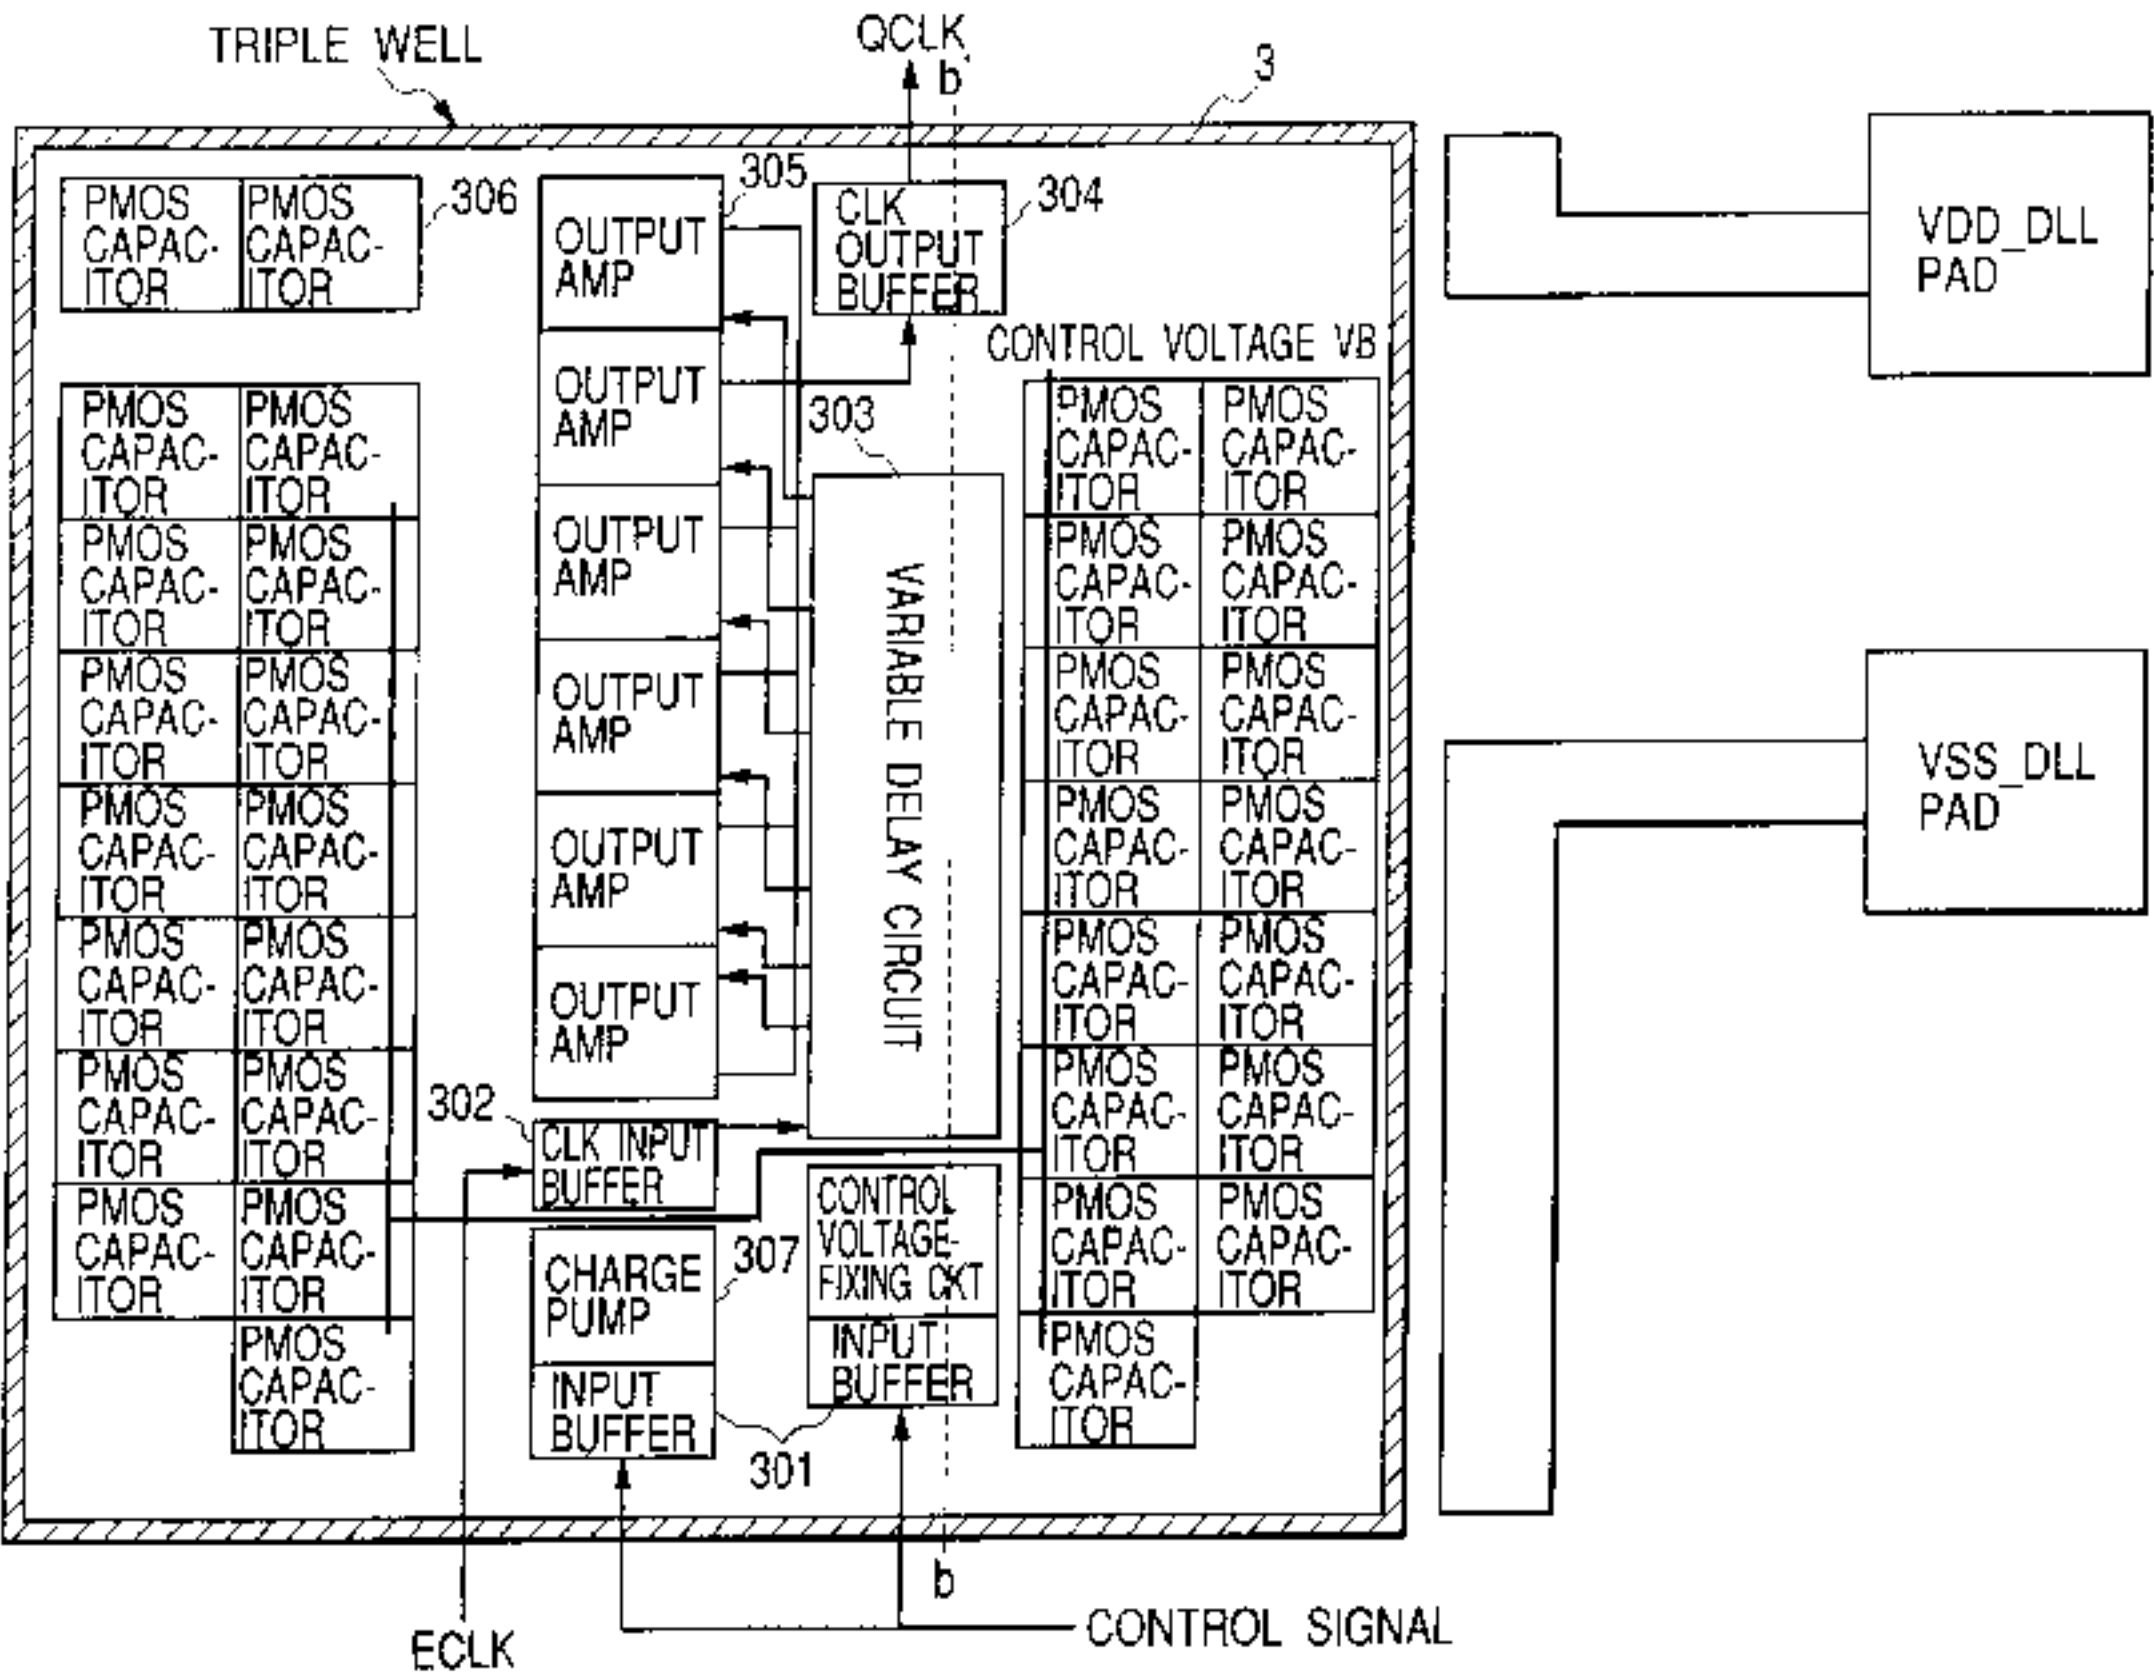 TRIPLE WELL
QCLK
b'
3
PMOS
CAPAC-
ITOR
PMOS
CAPAC-
ITOR
306
OUTPUT
AMP
305
CLK
OUTPUT
BUFFER
304
VDD_DLL
PAD
CONTROL VOLTAGE VB
PMOS
CAPAC-
ITOR
PMOS
CAPAC-
ITOR
PMOS
CAPAC-
ITOR
PMOS
CAPAC-
ITOR
PMOS
CAPAC-
ITOR
PMOS
CAPAC-
ITOR
PMOS
CAPAC-
ITOR
PMOS
CAPAC-
ITOR
PMOS
CAPAC-
ITOR
PMOS
CAPAC-
ITOR
PMOS
CAPAC-
ITOR
PMOS
CAPAC-
ITOR
PMOS
CAPAC-
ITOR
PMOS
CAPAC-
ITOR
PMOS
CAPAC-
ITOR
OUTPUT
AMP
OUTPUT
AMP
OUTPUT
AMP
OUTPUT
AMP
OUTPUT
AMP
303
VARIABLE DELAY CIRCUIT
302
CLK INPUT
BUFFER
CHARGE
PUMP
307
INPUT
BUFFER
CONTROL
VOLTAGE-
FIXING CKT
INPUT
BUFFER
301
PMOS
CAPAC-
ITOR
PMOS
CAPAC-
ITOR
PMOS
CAPAC-
ITOR
PMOS
CAPAC-
ITOR
PMOS
CAPAC-
ITOR
PMOS
CAPAC-
ITOR
PMOS
CAPAC-
ITOR
PMOS
CAPAC-
ITOR
PMOS
CAPAC-
ITOR
PMOS
CAPAC-
ITOR
PMOS
CAPAC-
ITOR
PMOS
CAPAC-
ITOR
PMOS
CAPAC-
ITOR
PMOS
CAPAC-
ITOR
PMOS
CAPAC-
ITOR
VSS_DLL
PAD
b
ECLK
CONTROL SIGNAL